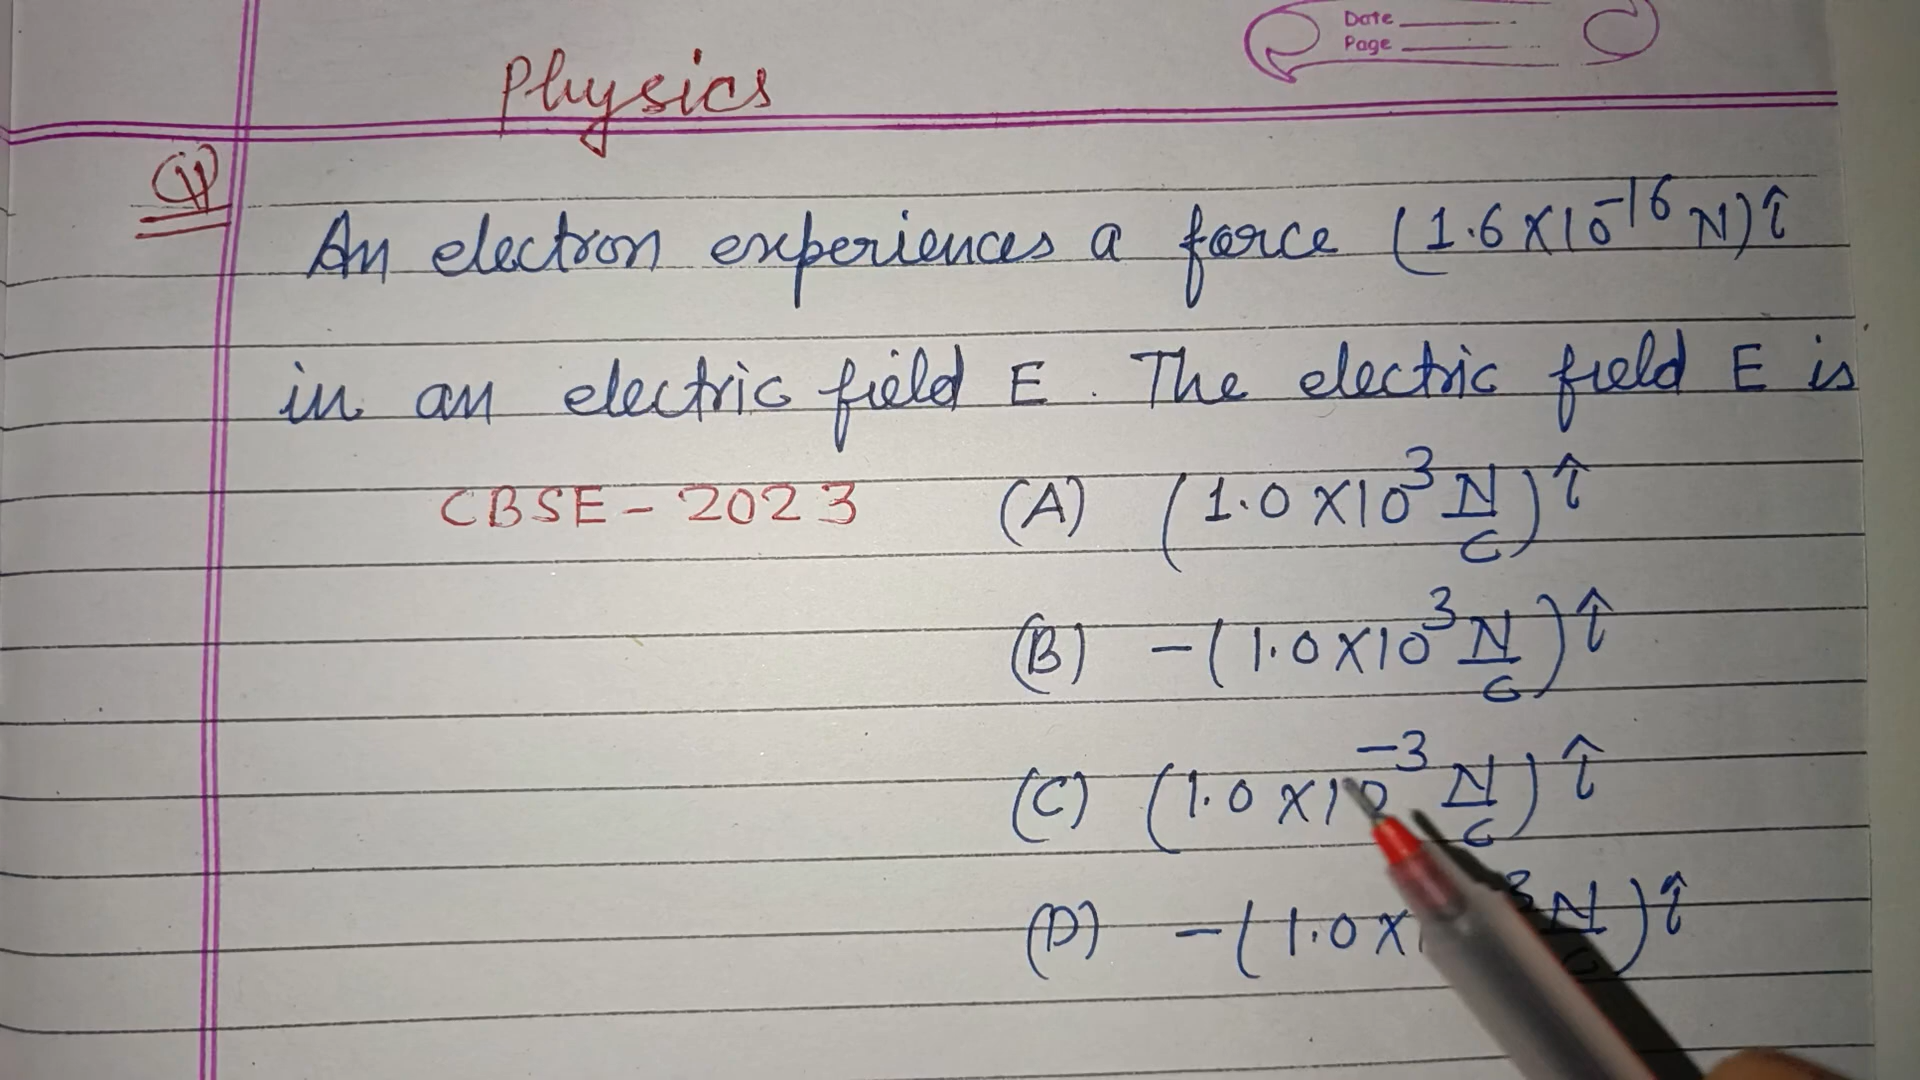 Date
Page
Physics
Q
An electron experiences a force (1.6×10⁻¹⁶ N) î
in an electric field E. The electric field E is
CBSE - 2023 (A) (1.0×10³ N/C) î
(B) -(1.0×10³ N/C) î
(C) (1.0×10⁻³ N/C) î
(D) -(1.0× 3 N/C) î